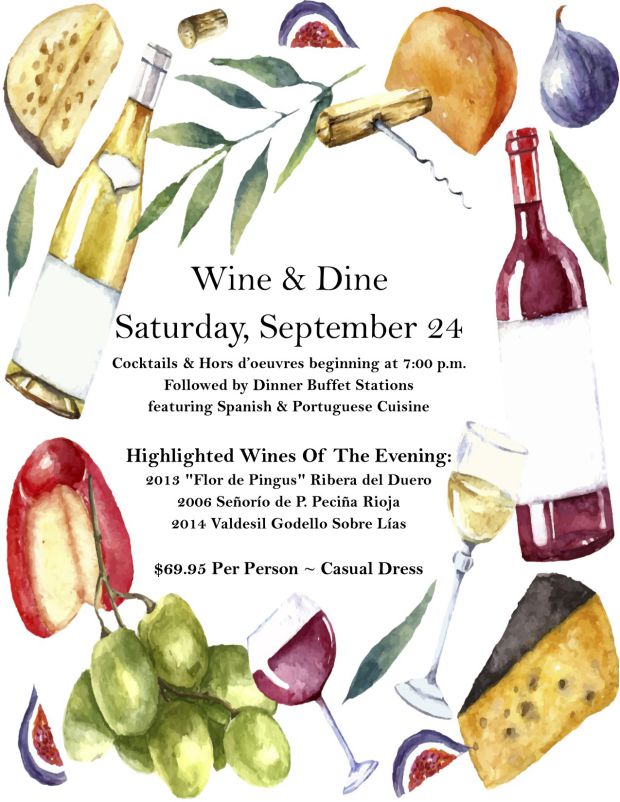 Wine & Dine
Saturday, September 24
Cocktails & Hors d'oeuvres beginning at 7:00 p.m.
Followed by Dinner Buffet Stations
featuring Spanish & Portuguese Cuisine
Highlighted Wines Of The Evening:
2013 "Flor de Pingus" Ribera del Duero
2006 Señorío de P. Peciña Rioja
2014 Valdesil Godello Sobre Lías
$69.95 Per Person ~ Casual Dress